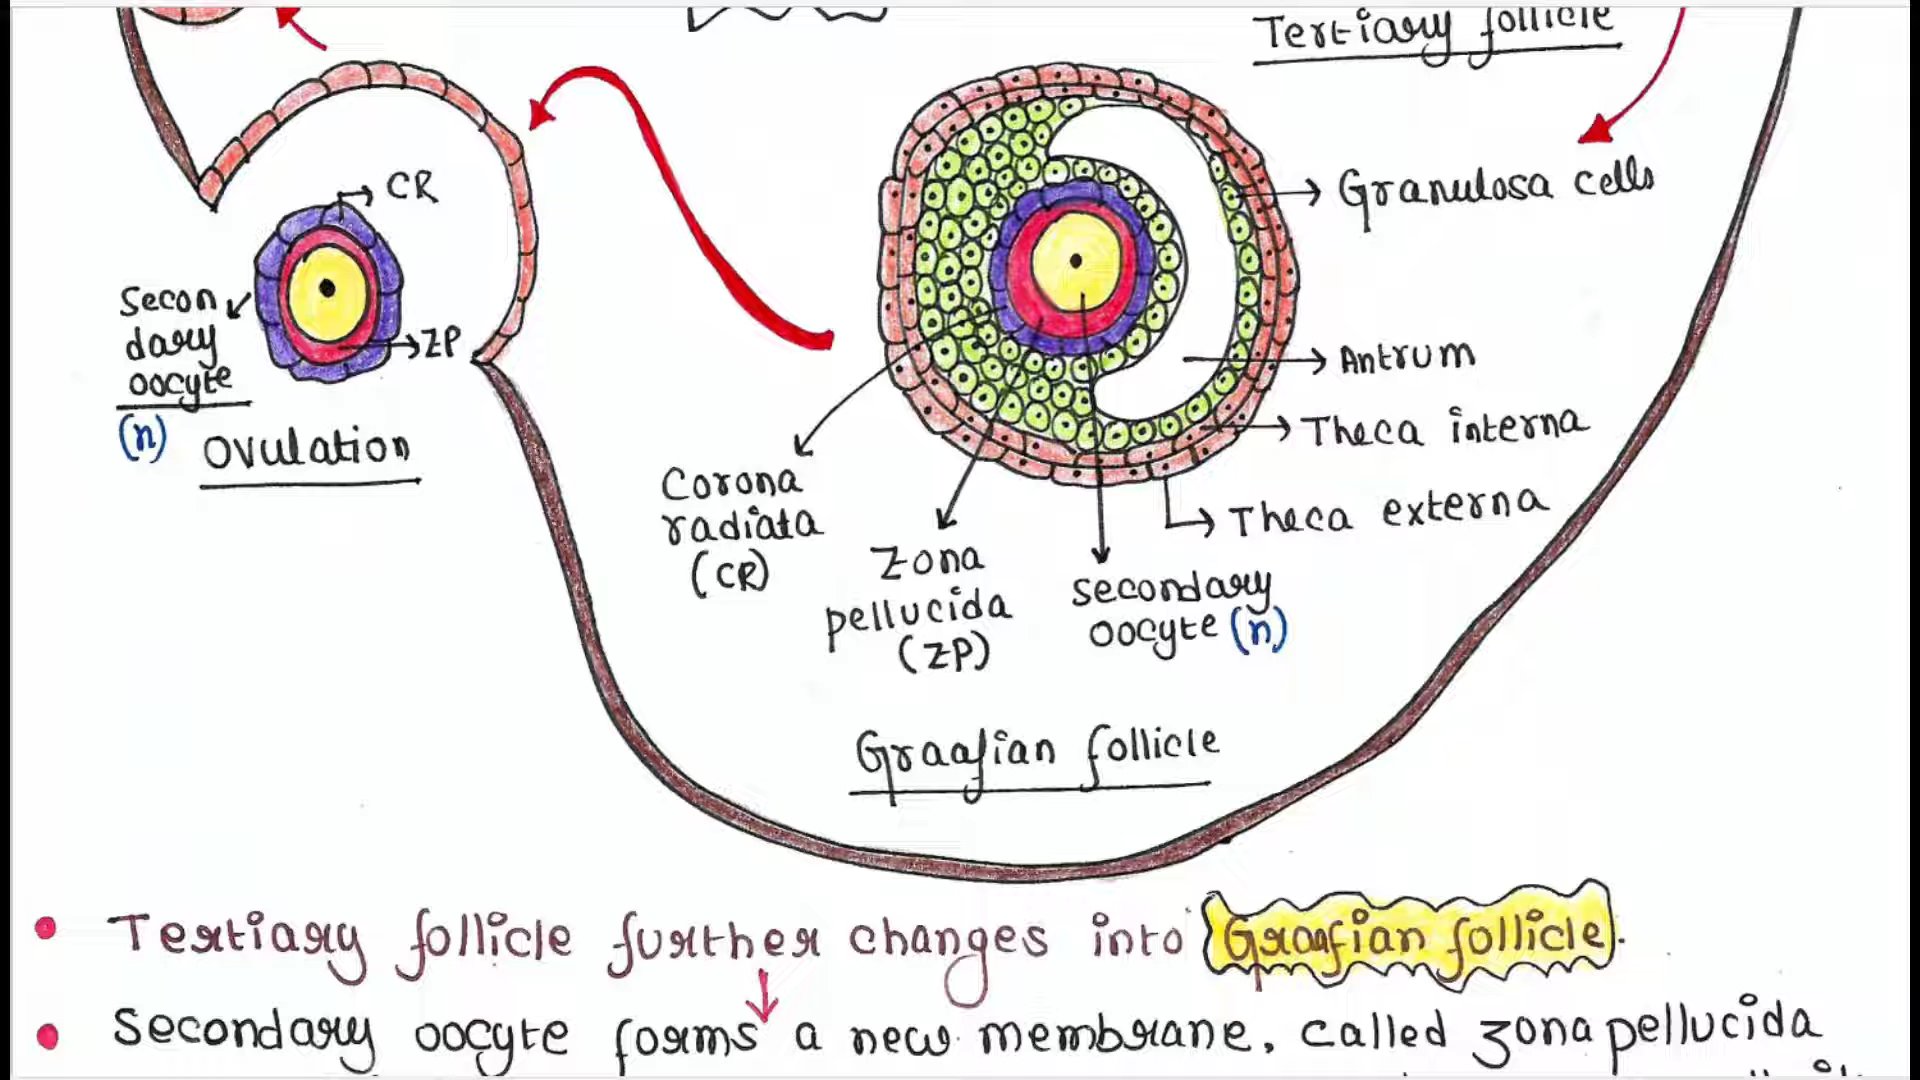 Tertiary follicle
CR
Granulosa cells
Secon
dary
oocyte
(n)
ZP
Ovulation
Antrum
Theca interna
Theca externa
Corona
radiata
(CR)
Zona
pellucida
(ZP)
Secondary
oocyte (n)
Graafian follicle
• Tertiary follicle further changes into Graafian follicle.
• Secondary oocyte forms a new membrane, called zona pellucida